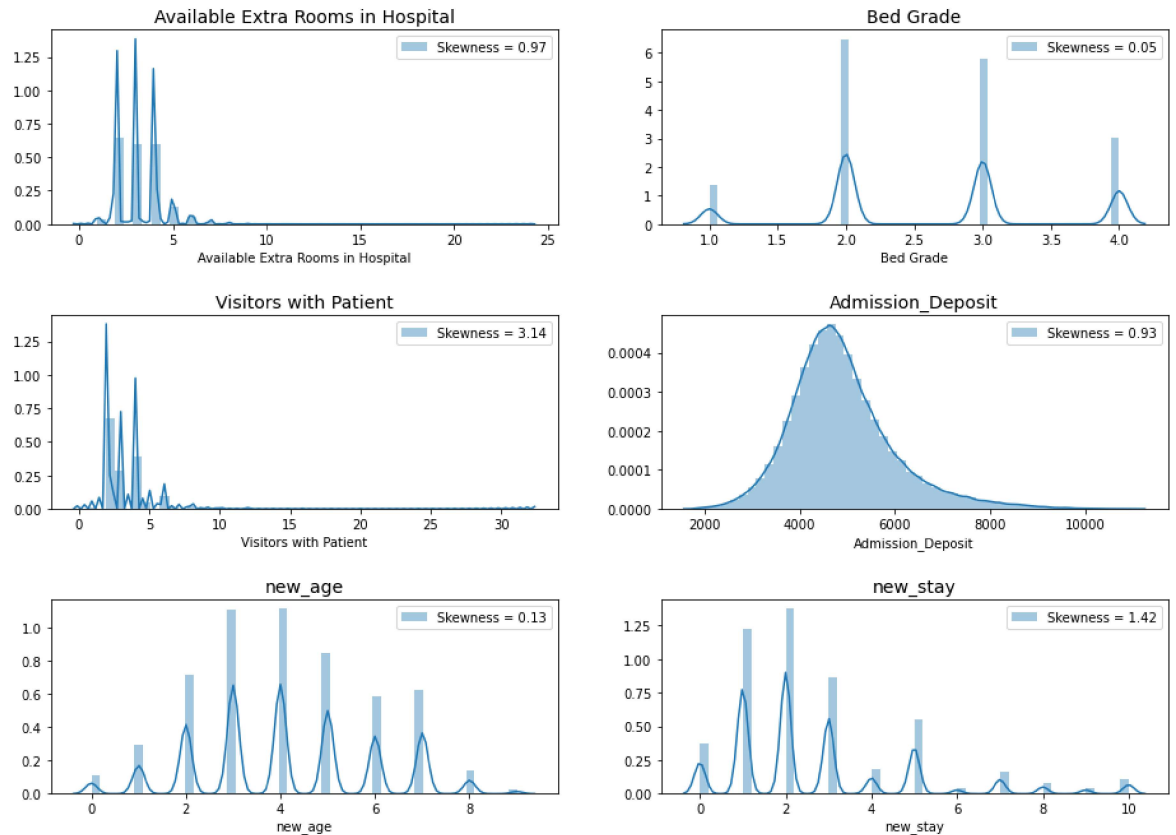 Available Extra Rooms in Hospital
Skewness = 0.97
1.25
1.00
0.75
0.50
0.25
0.00
0 5 10 15 20 25
Available Extra Rooms in Hospital
Bed Grade
Skewness = 0.05
6
5
4
3
2
1
0
1.0 1.5 2.0 2.5 3.0 3.5 4.0
Bed Grade
Visitors with Patient
Skewness = 3.14
1.25
1.00
0.75
0.50
0.25
0.00
0 5 10 15 20 25 30
Visitors with Patient
Admission_Deposit
Skewness = 0.93
0.0004
0.0003
0.0002
0.0001
0.0000
2000 4000 6000 8000 10000
Admission_Deposit
new_age
Skewness = 0.13
1.0
0.8
0.6
0.4
0.2
0.0
0 2 4 6 8
new_age
new_stay
Skewness = 1.42
1.25
1.00
0.75
0.50
0.25
0.00
0 2 4 6 8 10
new_stay